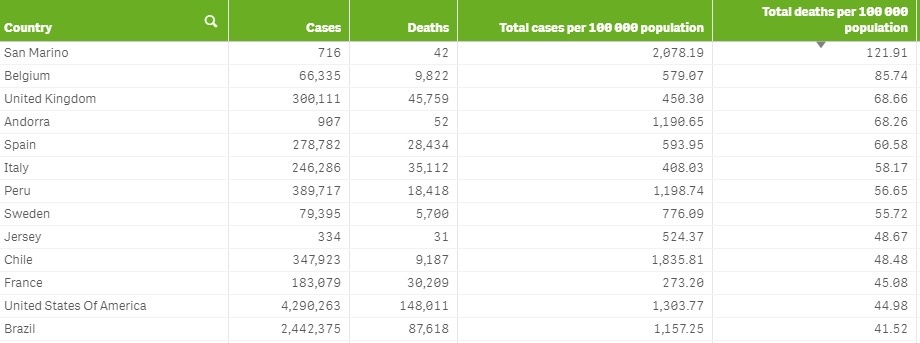 Country Cases Deaths Total cases per 100 000 population Total deaths per 100 000 population
San Marino 716 42 2,078.19 121.91
Belgium 66,335 9,822 579.07 85.74
United Kingdom 300,111 45,759 450.30 68.66
Andorra 907 52 1,190.65 68.26
Spain 278,782 28,434 593.95 60.58
Italy 246,286 35,112 408.03 58.17
Peru 389,717 18,418 1,198.74 56.65
Sweden 79,395 5,700 776.09 55.72
Jersey 334 31 524.37 48.67
Chile 347,923 9,187 1,835.81 48.48
France 183,079 30,209 273.20 45.08
United States Of America 4,290,263 148,011 1,303.77 44.98
Brazil 2,442,375 87,618 1,157.25 41.52